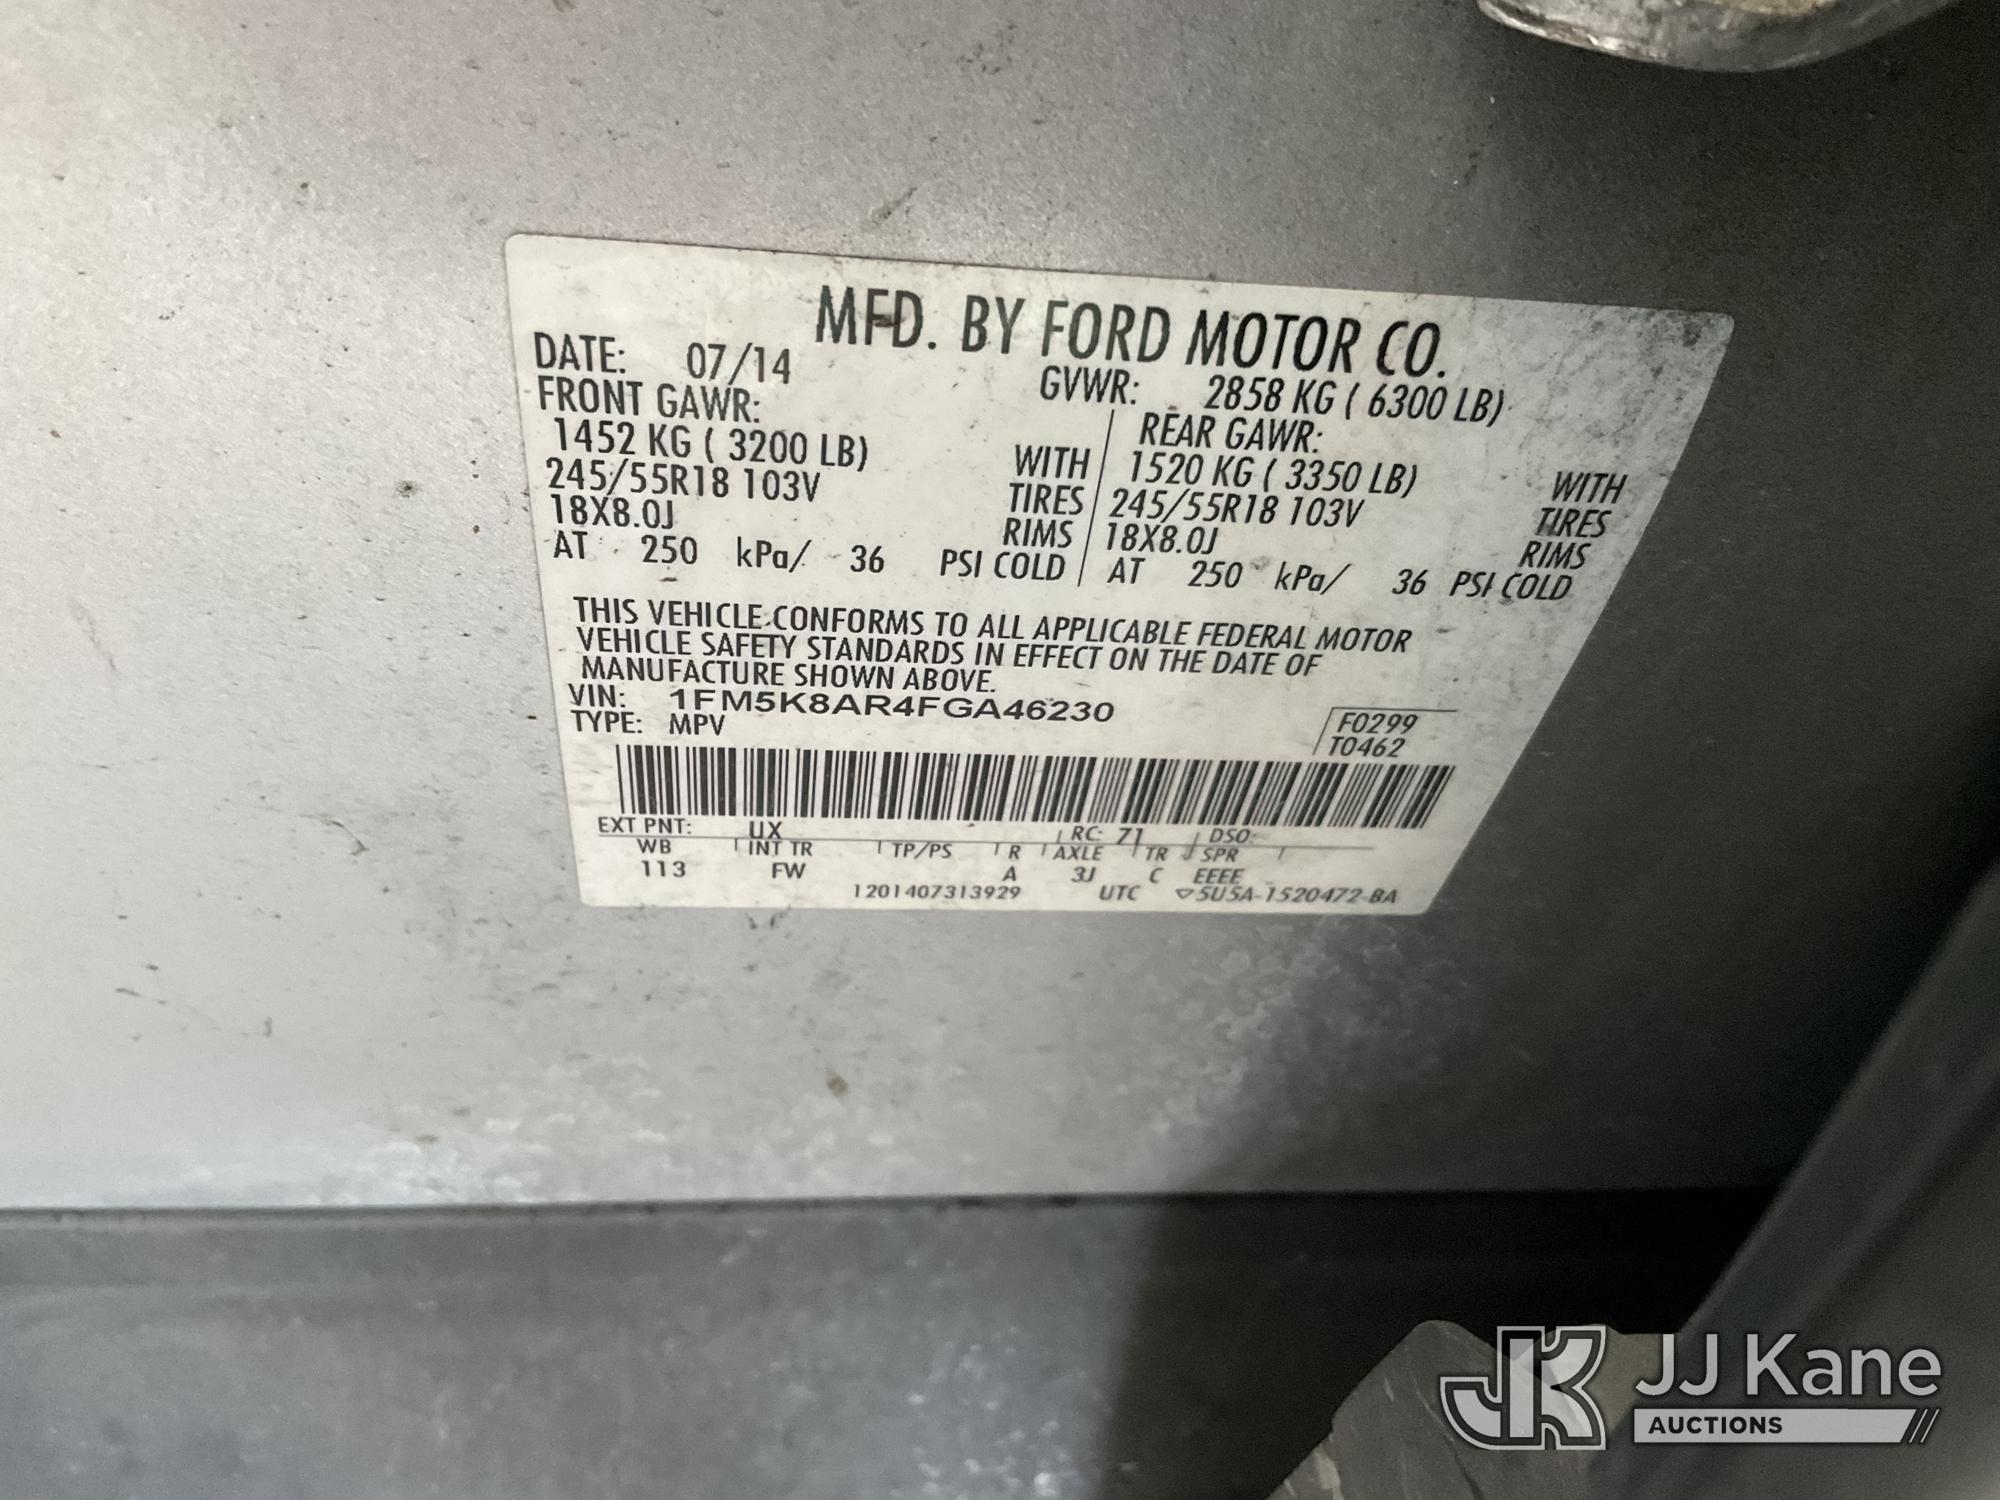 MFD. BY FORD MOTOR CO.
DATE: 07/14 GVWR: 2858 KG ( 6300 LB)
FRONT GAWR: REAR GAWR:
1452 KG ( 3200 LB) WITH 1520 KG ( 3350 LB) WITH
245/55R18 103V TIRES 245/55R18 103V TIRES
18X8.0J RIMS 18X8.0J RIMS
AT 250 kPa/ 36 PSI COLD AT 250 kPa/ 36 PSI COLD
THIS VEHICLE CONFORMS TO ALL APPLICABLE FEDERAL MOTOR
VEHICLE SAFETY STANDARDS IN EFFECT ON THE DATE OF
MANUFACTURE SHOWN ABOVE.
VIN: 1FM5K8AR4FGA46230
TYPE: MPV
F0299
T0462
EXT PNT: UX RC: 71 DSO:
WB INT TR TP/PS R AXLE TR SPR
113 FW A 3J C EEEE
1201407313929 UTC ▽5U5A-1520472-BA
JK JJ Kane
AUCTIONS